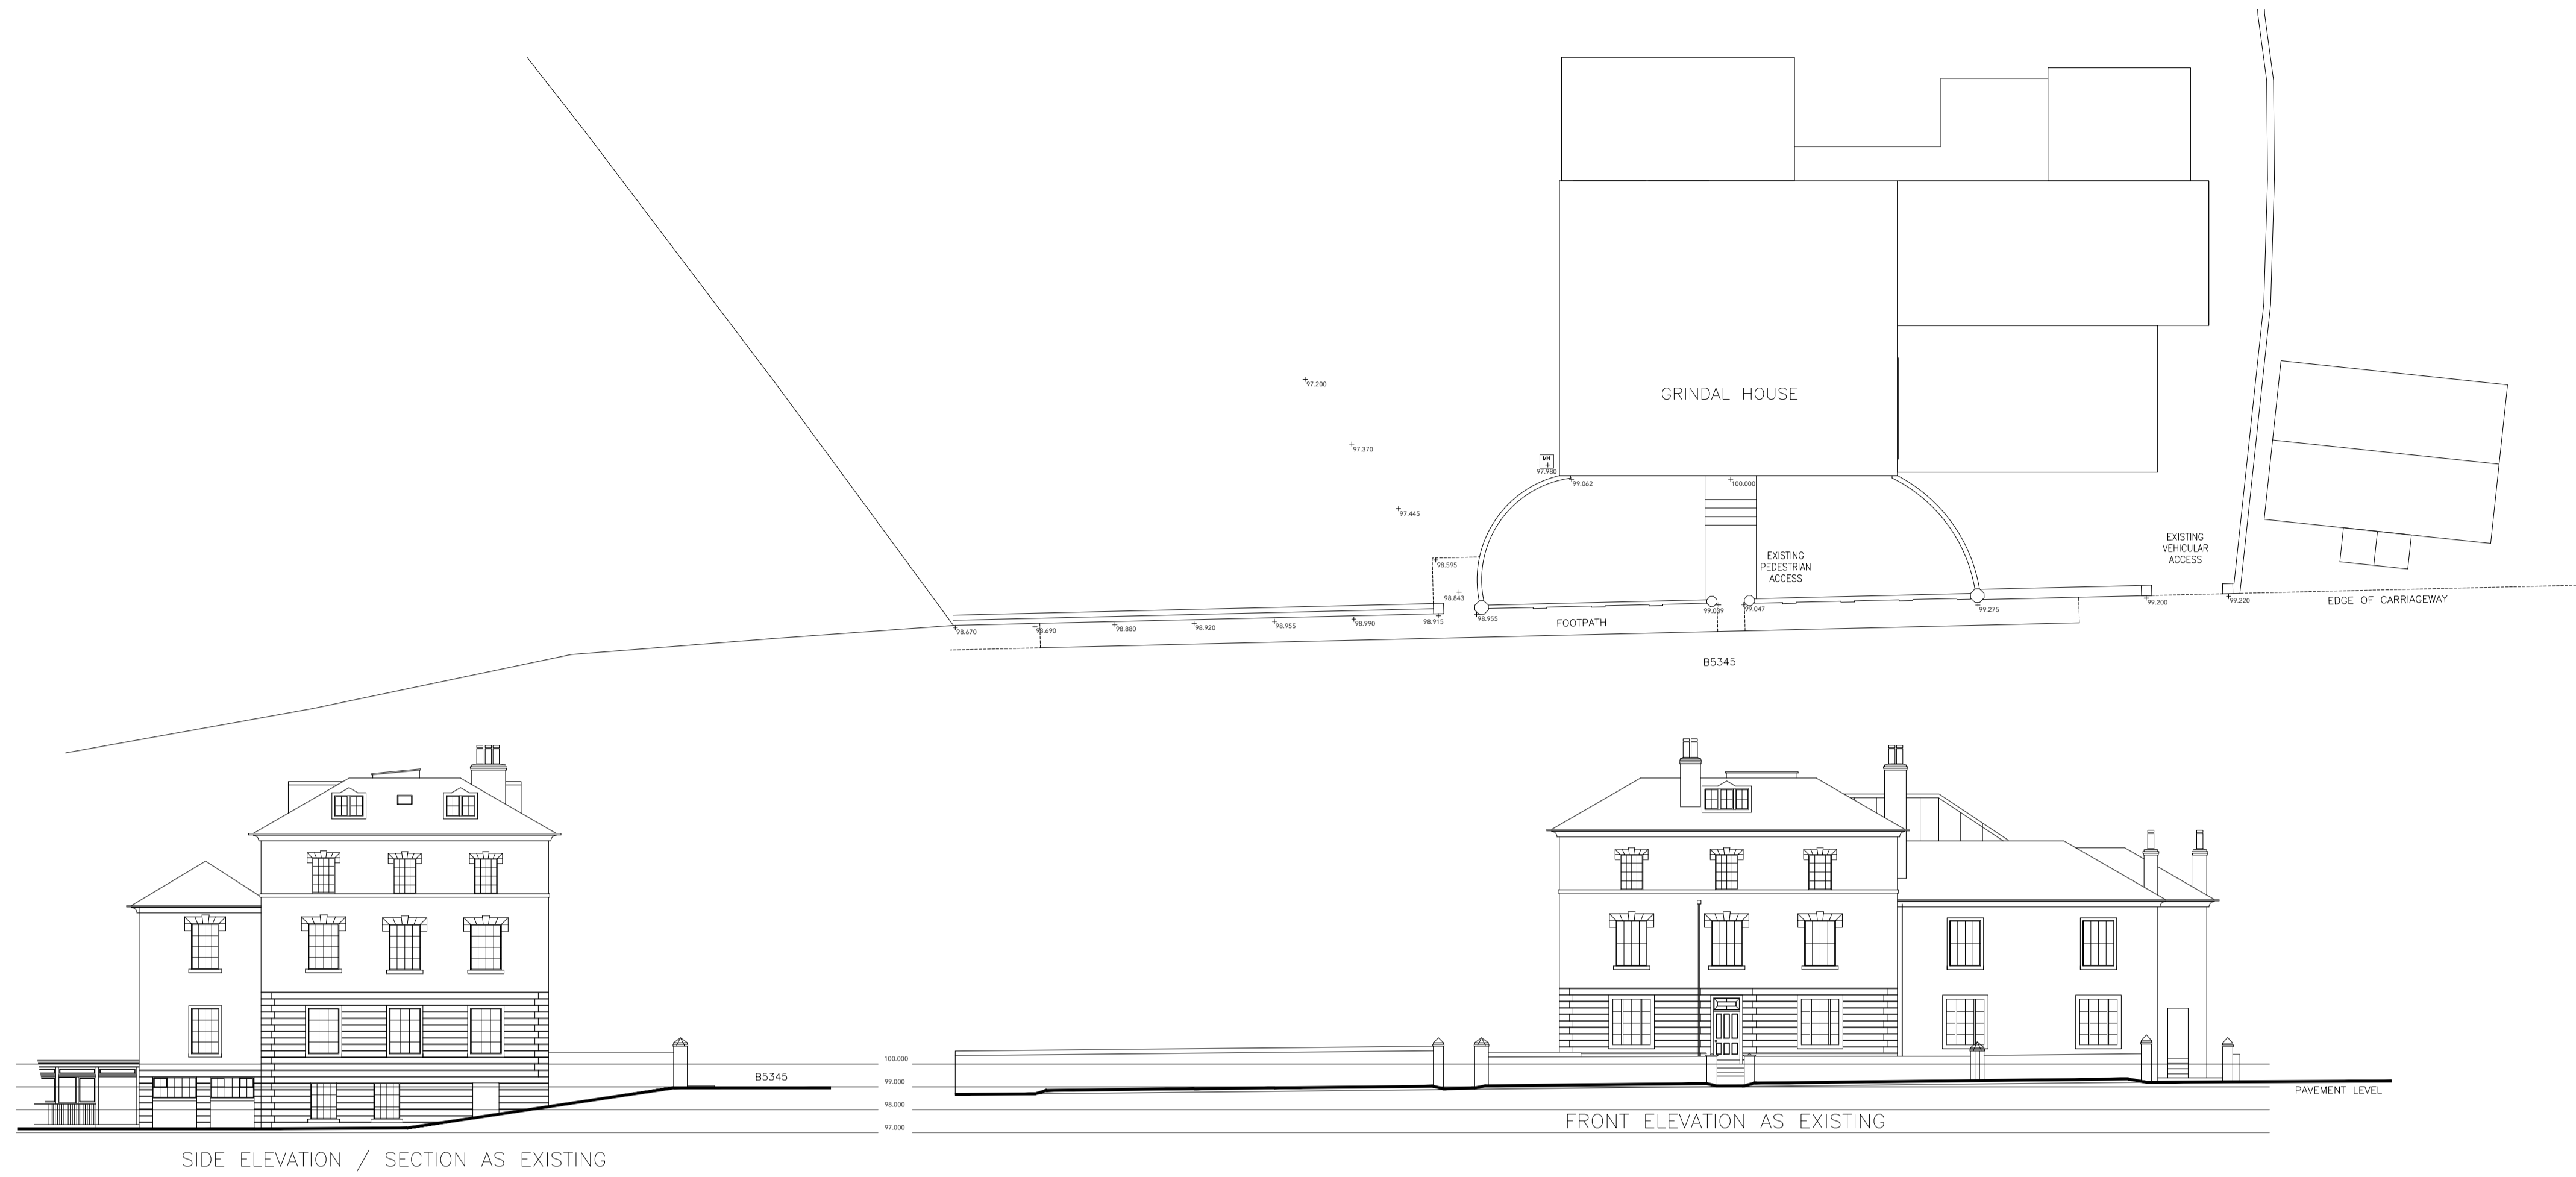 97.200
GRINDAL HOUSE
97.370
MH
97.980
99.062
100.000
97.445
EXISTING
VEHICULAR
ACCESS
EXISTING
PEDESTRIAN
ACCESS
98.595
98.843
99.039
99.047
99.275
99.200
99.220
EDGE OF CARRIAGEWAY
98.670
98.690
98.880
98.920
98.955
98.990
98.915
98.955
FOOTPATH
B5345
100.000
B5345
99.000
98.000
97.000
PAVEMENT LEVEL
FRONT ELEVATION AS EXISTING
SIDE ELEVATION / SECTION AS EXISTING